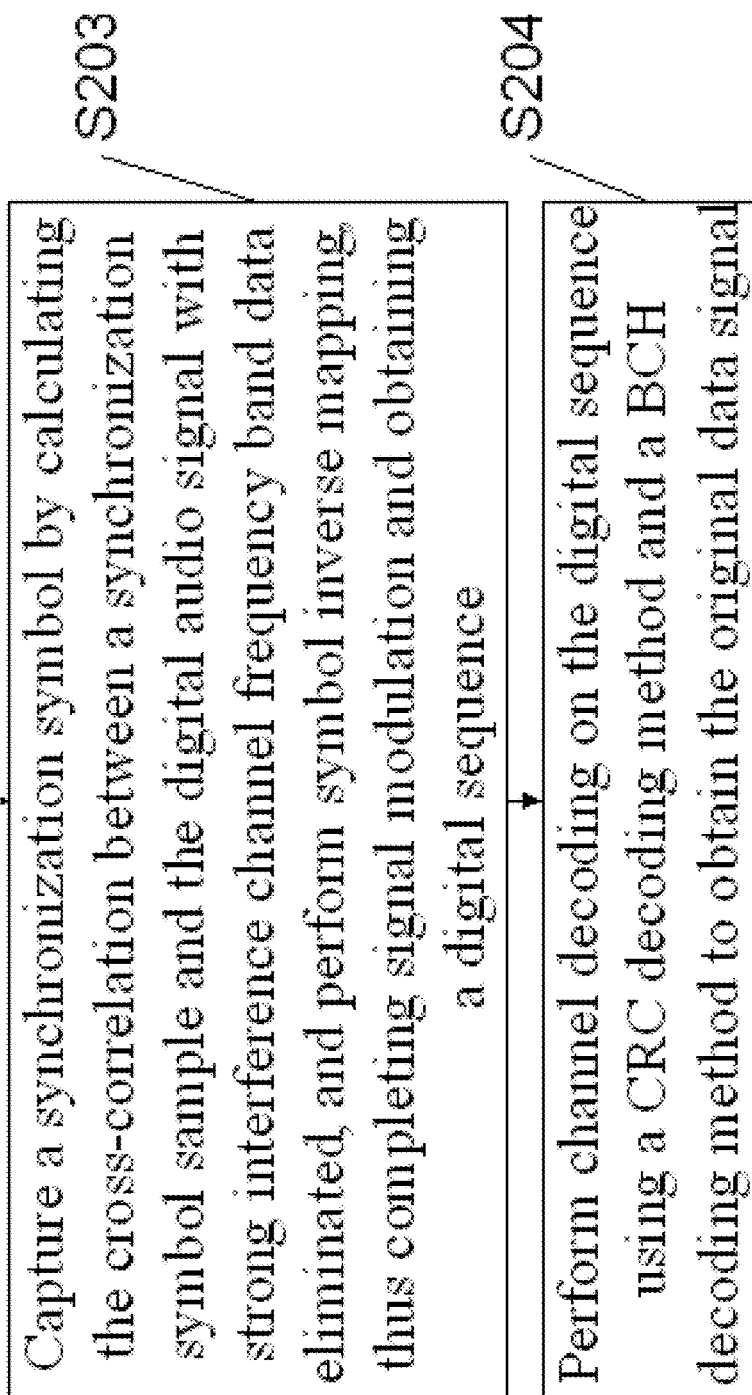 Capture a synchronization symbol by calculating
the cross-correlation between a synchronization
symbol sample and the digital audio signal with
strong interference channel frequency band data
eliminated, and perform symbol inverse mapping,
thus completing signal modulation and obtaining
a digital sequence
S203
Perform channel decoding on the digital sequence
using a CRC decoding method and a BCH
decoding method to obtain the original data signal
S204